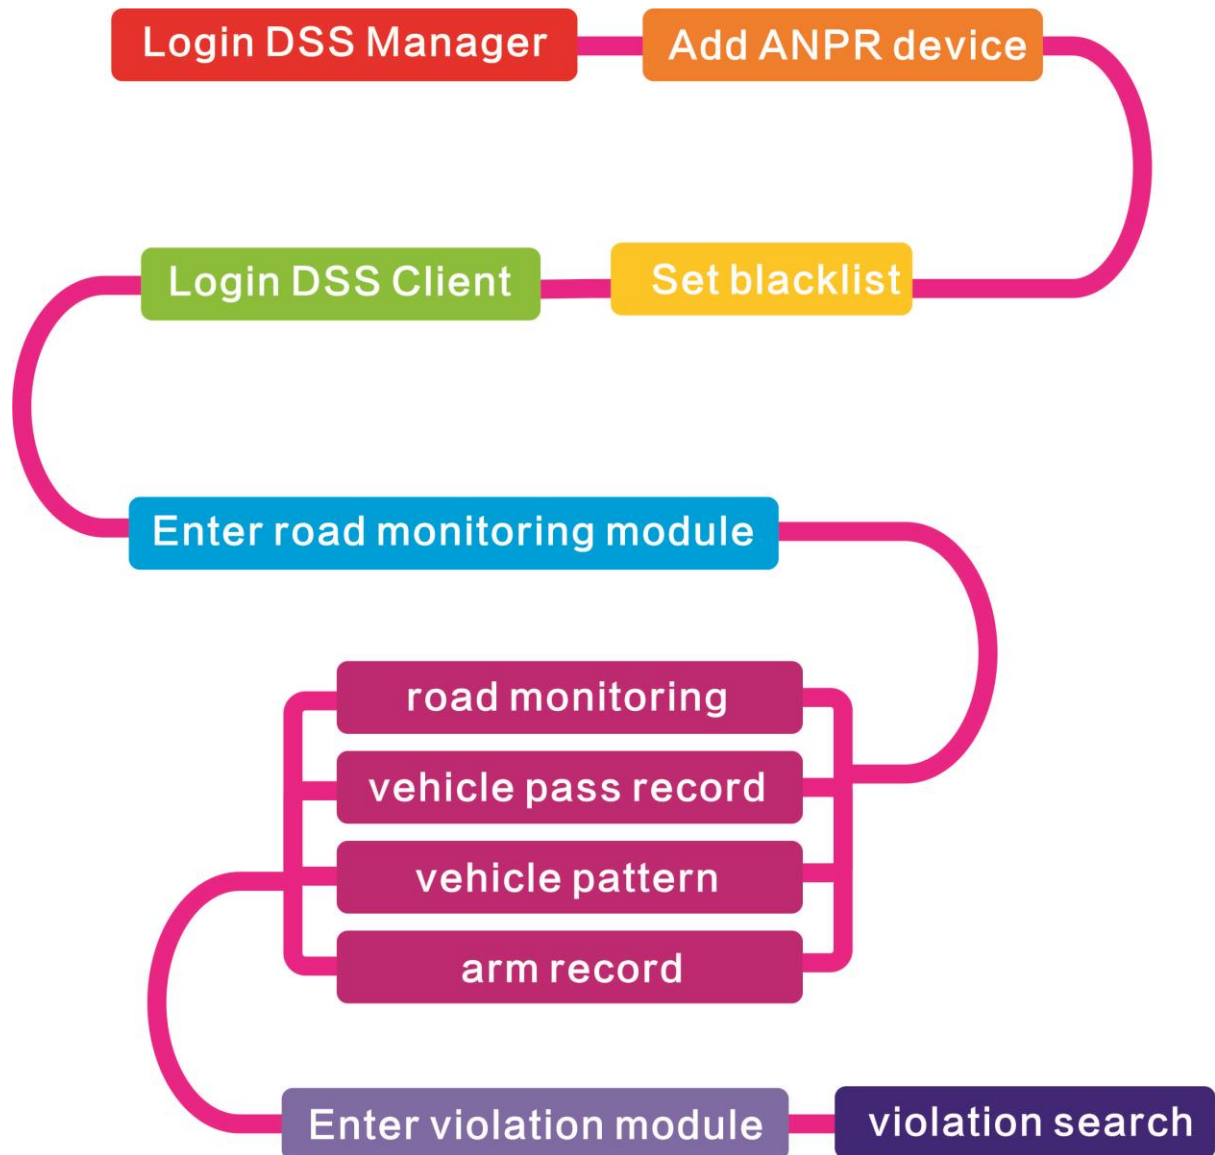 Login DSS Manager
Add ANPR device
Set blacklist
Login DSS Client
Enter road monitoring module
road monitoring
vehicle pass record
vehicle pattern
arm record
Enter violation module
violation search